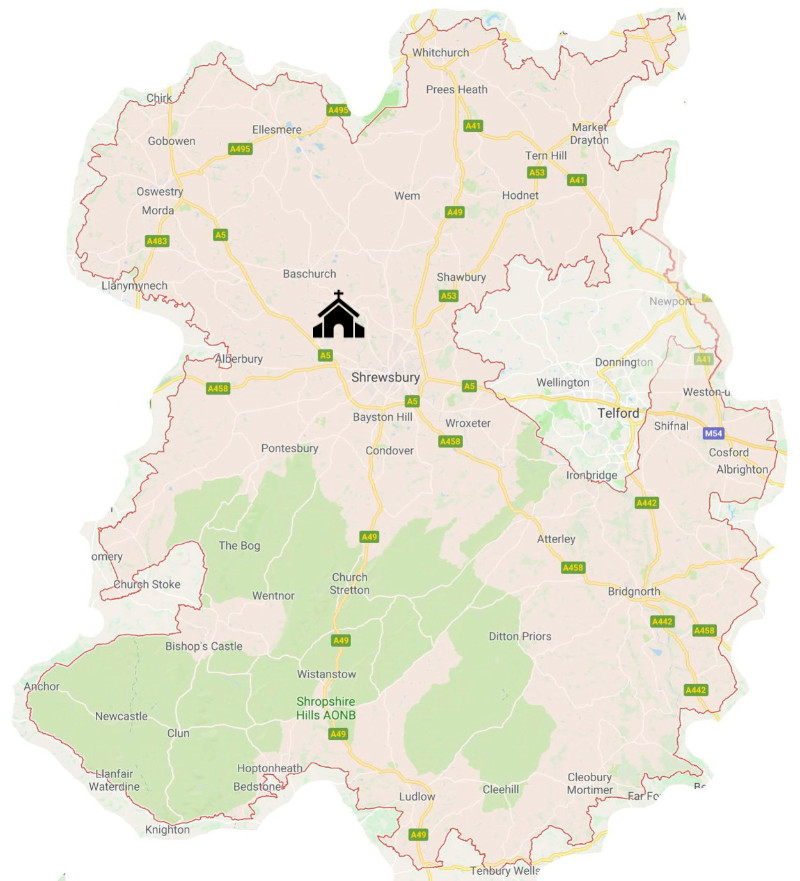 M
Whitchurch
Chirk
Prees Heath
A495
A41
Ellesmere
Market
Drayton
Gobowen
A495
Tern Hill
A53
A41
Oswestry
Wem
Hodnet
Morda
A49
A5
A483
Baschurch
Shawbury
Llanymynech
A53
Newport
A5
Alberbury
A41
Donnington
Shrewsbury
Wellington
A458
A5
Weston-u
A5
Telford
Bayston Hill
Wroxeter
Shifnal
M54
A458
Pontesbury
Condover
Cosford
Albrighton
Ironbridge
A442
A49
Atterley
The Bog
omery
A458
Church
Stretton
Church Stoke
Wentnor
Bridgnorth
A442
A458
Ditton Priors
A49
Bishop's Castle
Wistanstow
Anchor
A442
Shropshire
Hills AONB
Newcastle
Clun
A49
Hoptonheath
Llanfair
Waterdine
Bedstone
Cleobury
Mortimer
Cleehill
Ludlow
Far Fo
Be
Knighton
A49
Tenbury Wells